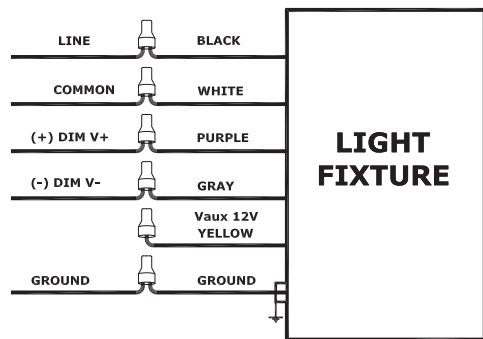 LINE BLACK
COMMON WHITE
(+) DIM V+ PURPLE
(-) DIM V- GRAY
Vaux 12V
YELLOW
GROUND GROUND
LIGHT
FIXTURE